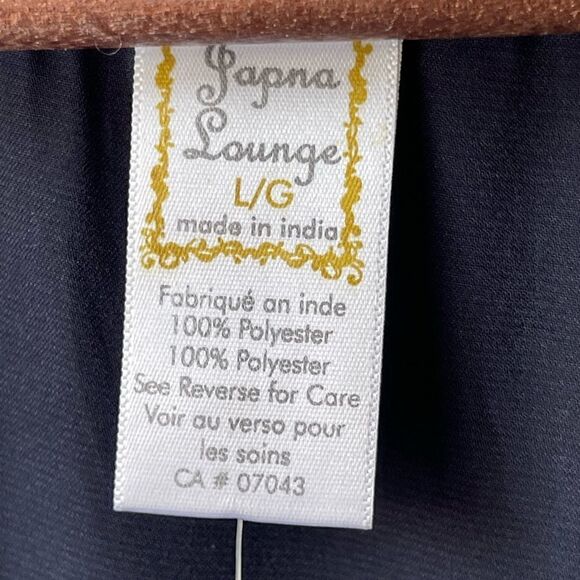 Japna
Lounge
L/G
made in india
Fabriqué an inde
100% Polyester
100% Polyester
See Reverse for Care
Voir au verso pour
les soins
CA # 07043